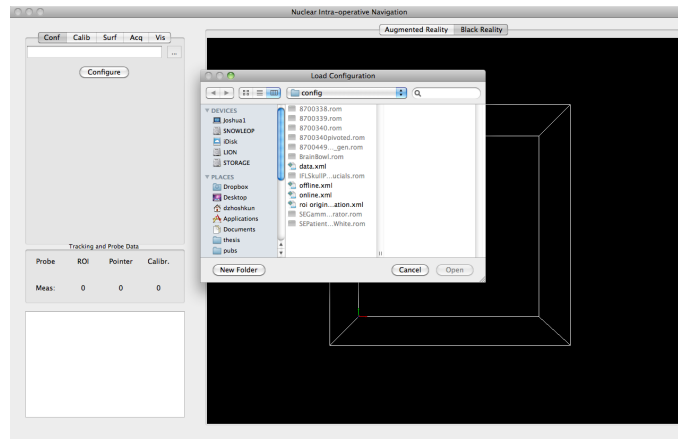 Nuclear Intra-operative Navigation
Conf Calib Surf Acq Vis
Augmented Reality Black Reality
...
Configure
Load Configuration
config
DEVICES
Joshua1
SNOWLEOP
iDisk
LION
STORAGE
PLACES
Dropbox
Desktop
dzhoshkun
Applications
Documents
thesis
pubs
8700338.rom
8700339.rom
8700340.rom
8700340pivoted.rom
8700449..._gen.rom
BrainBowl.rom
data.xml
IFLSkullP...ucials.rom
offline.xml
online.xml
roi origin...ation.xml
SEGamm...rator.rom
SEPatient...White.rom
New Folder Cancel Open
Tracking and Probe Data
Probe ROI Pointer Calibr.
Meas: 0 0 0